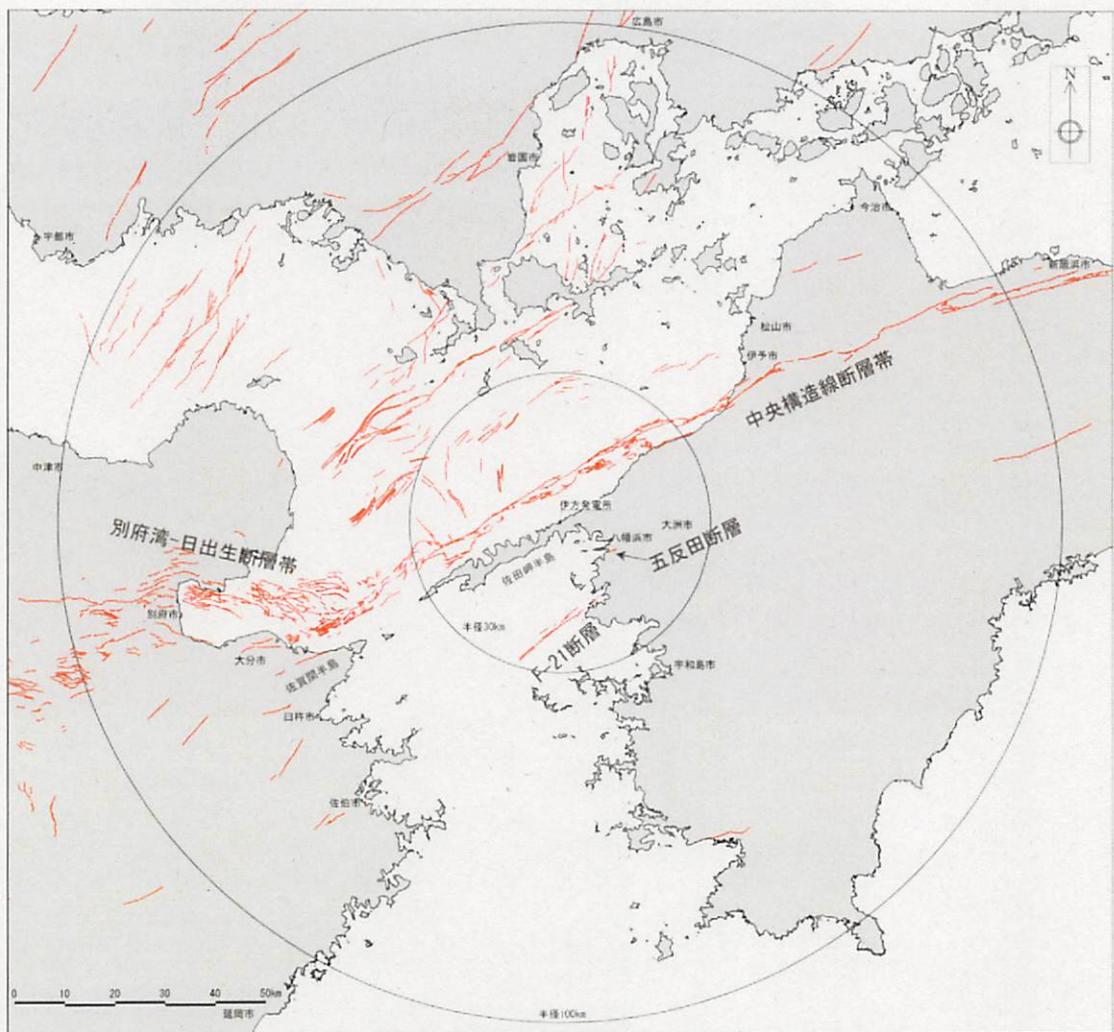 広島市
N
岩国市
宇部市
今治市
新居浜市
松山市
伊予市
中央構造線断層帯
中津市
伊方発電所
大洲市
八幡浜市
別府湾-日出生断層帯
五反田断層
佐田岬半島
別府市
半径30km
F-21断層
大分市
佐賀関半島
宇和島市
臼杵市
佐伯市
0 10 20 30 40 50km
延岡市
半径100km